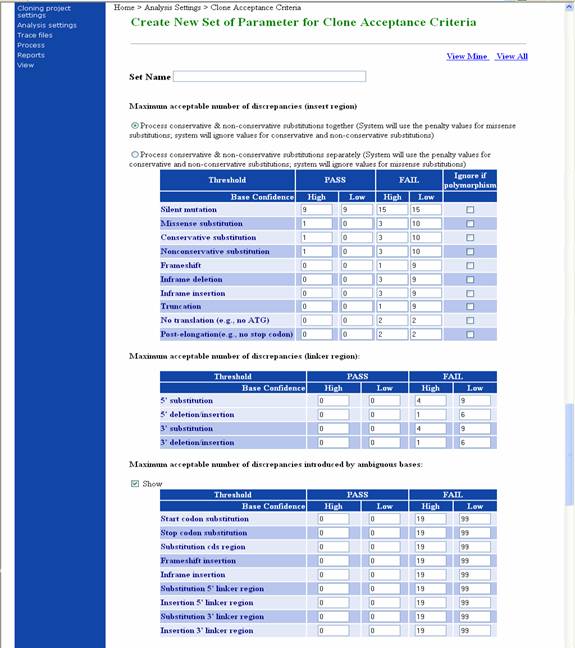 Cloning project
settings
Analysis settings
Trace files
Process
Reports
View
Home > Analysis Settings > Clone Acceptance Criteria
Create New Set of Parameter for Clone Acceptance Criteria
View Mine View All
Set Name
Maximum acceptable number of discrepancies (insert region)
Process conservative & non-conservative substitutions together (System will use the penalty values for missense
substitutions; system will ignore values for conservative and non-conservative substitutions)
Process conservative & non-conservative substitutions separately (System will use the penalty values for
conservative and non-conservative substitutions; system will ignore values for missense substitutions)
Threshold PASS FAIL Ignore if
polymorphism
Base Confidence High Low High Low
Silent mutation 9 9 15 15
Missense substitution 1 0 3 10
Conservative substitution 1 0 3 10
Nonconservative substitution 1 0 3 10
Frameshift 0 0 1 9
Inframe deletion 0 0 3 9
Inframe insertion 0 0 3 9
Truncation 0 0 1 9
No translation (e.g., no ATG) 0 0 2 2
Post-elongation(e.g., no stop codon) 0 0 2 2
Maximum acceptable number of discrepancies (linker region):
Threshold PASS FAIL
Base Confidence High Low High Low
5' substitution 0 0 4 9
5' deletion/insertion 0 0 1 6
3' substitution 0 0 4 9
3' deletion/insertion 0 0 1 6
Maximum acceptable number of discrepancies introduced by ambiguous bases:
Show
Threshold PASS FAIL
Base Confidence High Low High Low
Start codon substitution 0 0 19 99
Stop codon substitution 0 0 19 99
Substitution cds region 0 0 19 99
Frameshift insertion 0 0 19 99
Inframe insertion 0 0 19 99
Substitution 5' linker region 0 0 19 99
Insertion 5' linker region 0 0 19 99
Substitution 3' linker region 0 0 19 99
Insertion 3' linker region 0 0 19 99